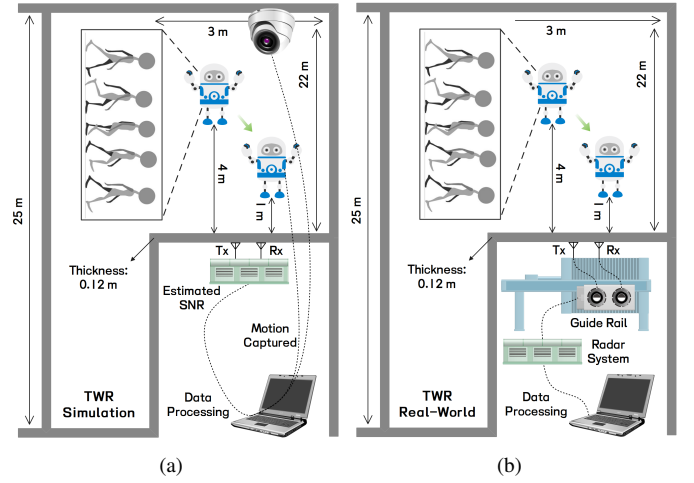 3 m
22 m
25 m
4 m
1 m
Tx
Rx
Thickness:
0.12 m
Estimated
SNR
Motion
Captured
TWR
Simulation
Data
Processing
(a)
3 m
22 m
25 m
4 m
1 m
Tx
Rx
Thickness:
0.12 m
Guide Rail
Radar
System
TWR
Real-World
Data
Processing
(b)